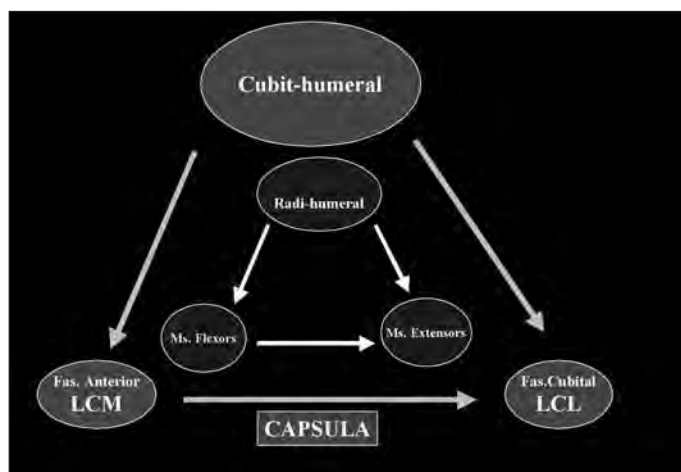 Cubit-humeral
Radi-humeral
Ms. Flexors
Ms. Extensors
Fas. Anterior
LCM
Fas.Cubital
LCL
CAPSULA